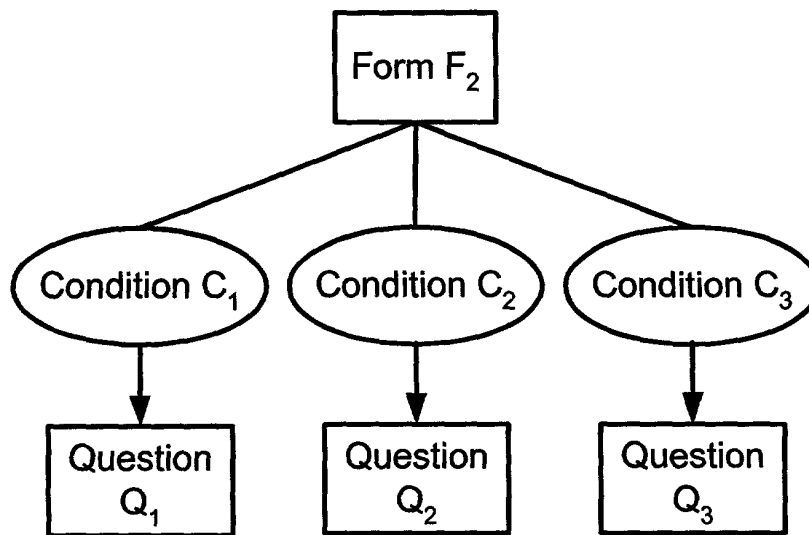 Form F₂
Condition C₁
Condition C₂
Condition C₃
Question
Q₁
Question
Q₂
Question
Q₃